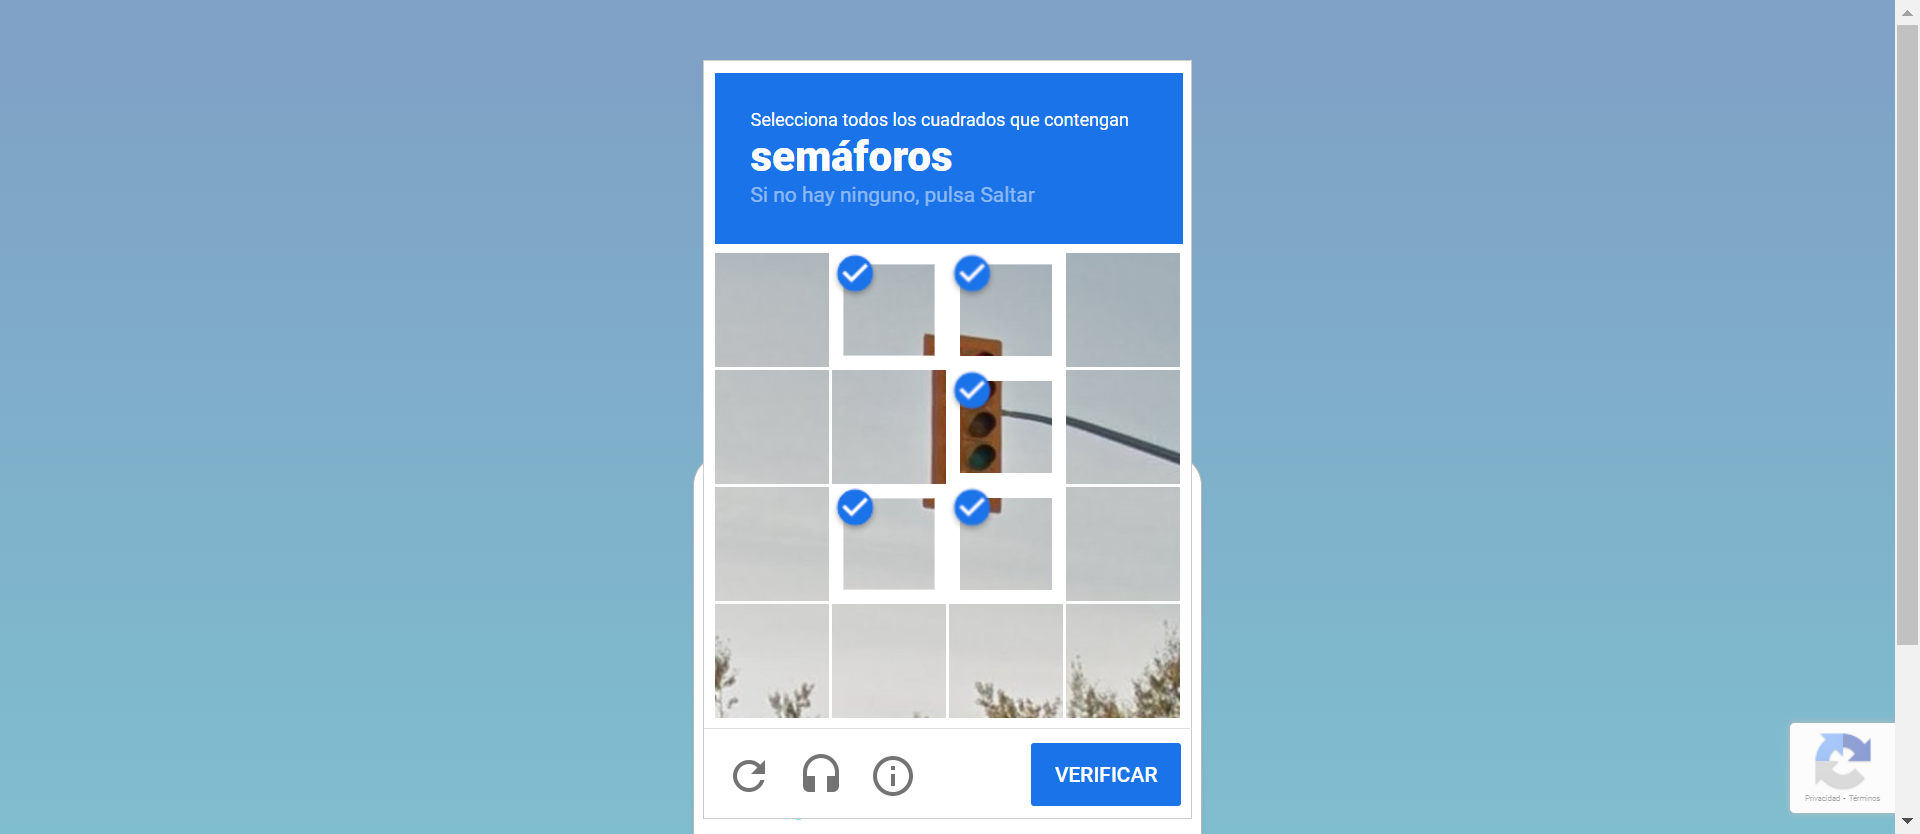 Selecciona todos los cuadrados que contengan
semáforos
Si no hay ninguno, pulsa Saltar
VERIFICAR
Privacidad - Términos